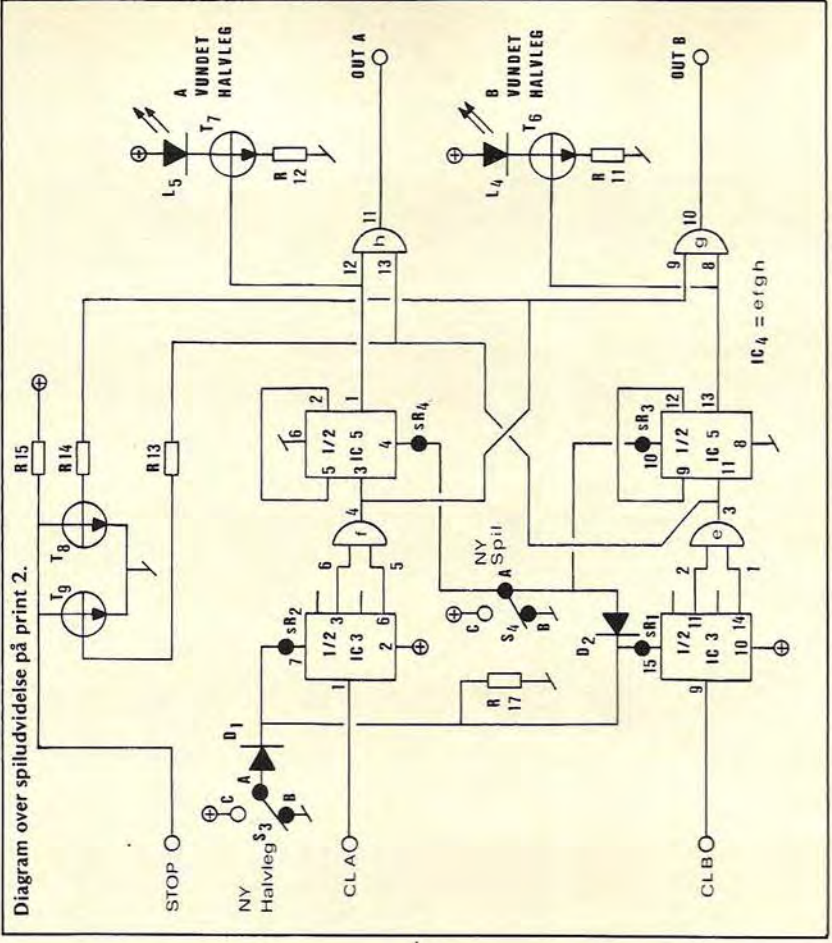 Diagram over spiludvidelse på print 2.
STOP
R15
R14
R13
T9
T8
NY
Halvleg
S3
A
B
C
D1
CL A
7
sR2
1/2
IC 3
1
2
3
6
6
5
f
4
1/2
IC 5
3
5
6
2
1
4
sR4
12
13
h
11
OUT A
L5
T7
R
12
A
VUNDET
HALVLEG
NY
Spil
S4
A
B
C
R
17
D2
CL B
15
sR1
1/2
IC 3
9
10
11
14
2
1
e
3
10
sR3
1/2
IC 5
9
12
11
13
8
9
8
g
10
OUT B
L4
T6
R
11
B
VUNDET
HALVLEG
IC4 = efgh